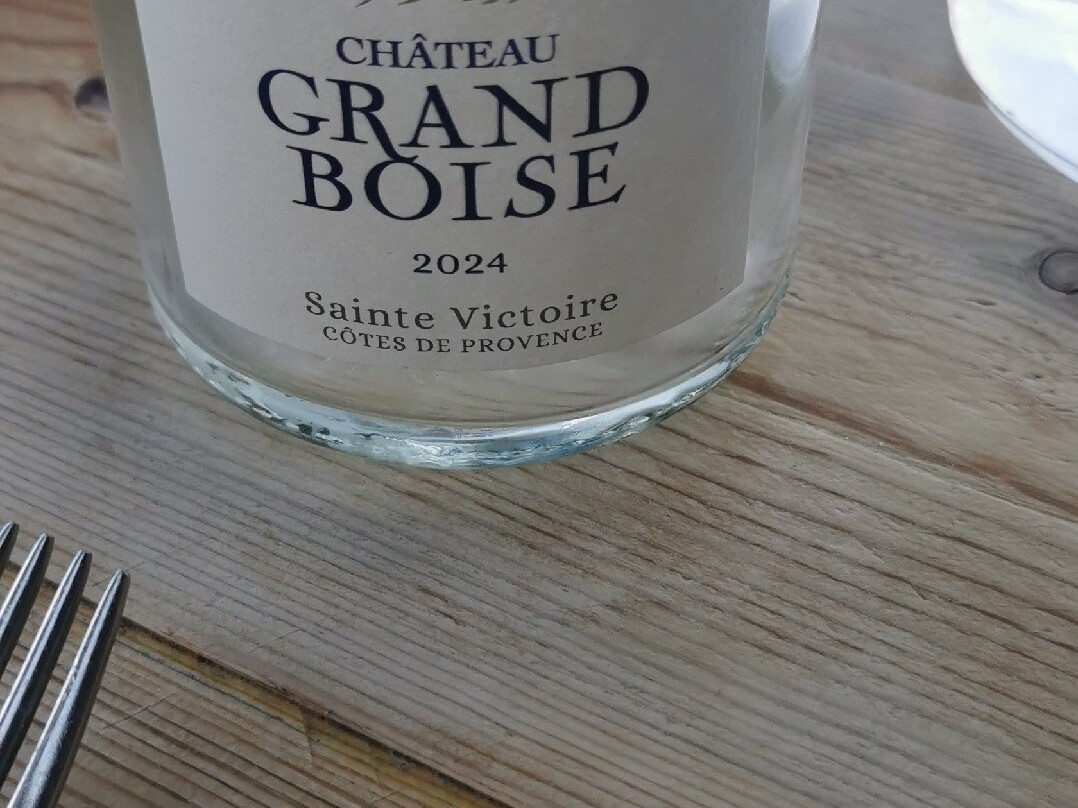 CHÂTEAU
GRAND
BOISE
2024
Sainte Victoire
CÔTES DE PROVENCE